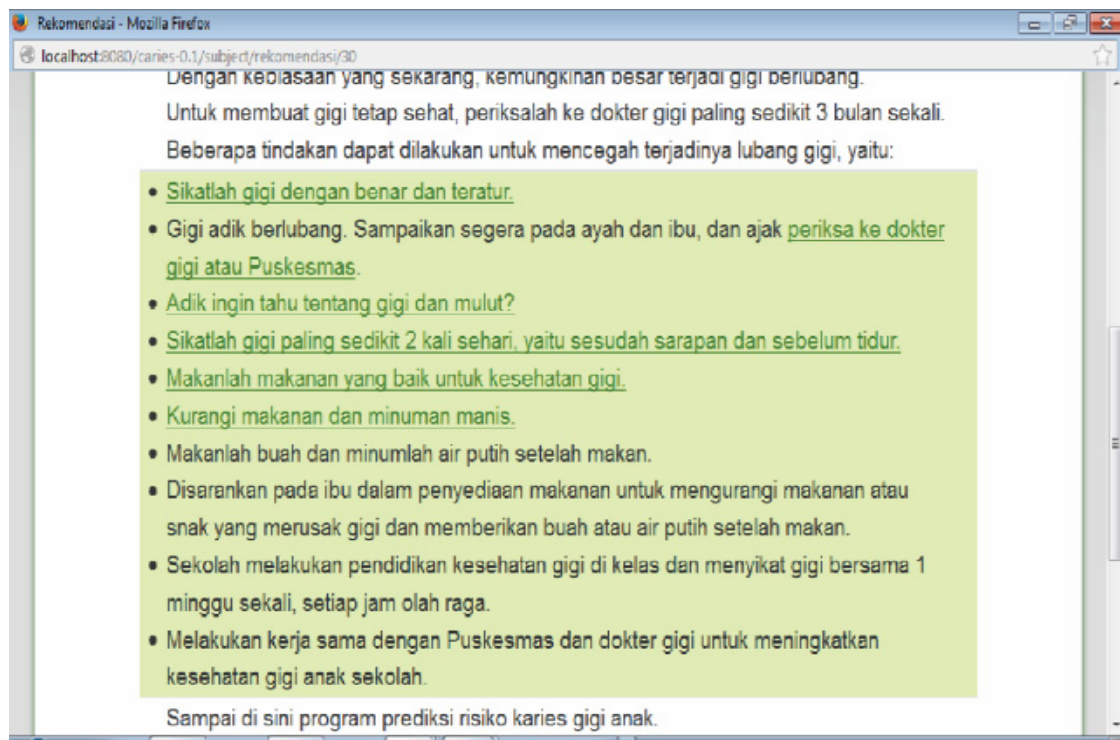 Rekomendasi - Mozilla Firefox
localhost:8080/caries-0.1/subject/rekomendasi/30
Dengan kebiasaan yang sekarang, kemungkinan besar terjadi gigi berlubang.
Untuk membuat gigi tetap sehat, periksalah ke dokter gigi paling sedikit 3 bulan sekali.
Beberapa tindakan dapat dilakukan untuk mencegah terjadinya lubang gigi, yaitu:
• Sikatlah gigi dengan benar dan teratur.
• Gigi adik berlubang. Sampaikan segera pada ayah dan ibu, dan ajak periksa ke dokter
gigi atau Puskesmas.
• Adik ingin tahu tentang gigi dan mulut?
• Sikatlah gigi paling sedikit 2 kali sehari, yaitu sesudah sarapan dan sebelum tidur.
• Makanlah makanan yang baik untuk kesehatan gigi.
• Kurangi makanan dan minuman manis.
• Makanlah buah dan minumlah air putih setelah makan.
• Disarankan pada ibu dalam penyediaan makanan untuk mengurangi makanan atau
snak yang merusak gigi dan memberikan buah atau air putih setelah makan.
• Sekolah melakukan pendidikan kesehatan gigi di kelas dan menyikat gigi bersama 1
minggu sekali, setiap jam olah raga.
• Melakukan kerja sama dengan Puskesmas dan dokter gigi untuk meningkatkan
kesehatan gigi anak sekolah.
Sampai di sini program prediksi risiko karies gigi anak.